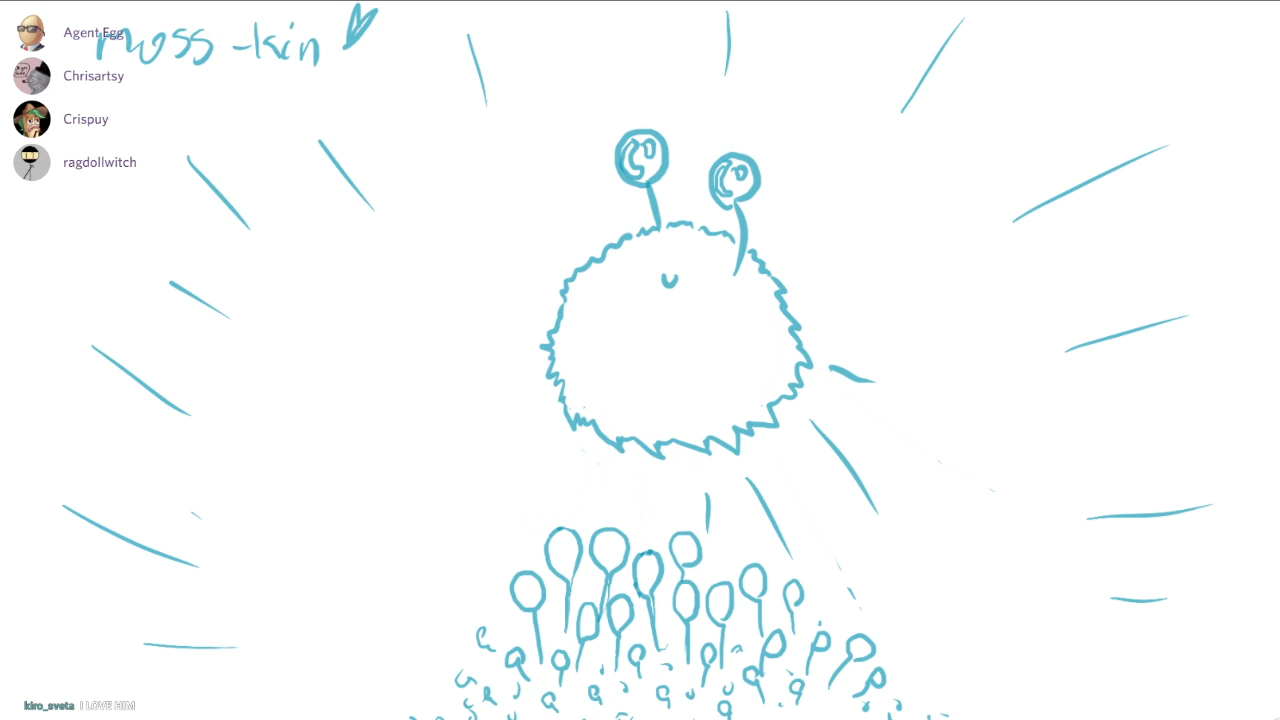 moss-kin
Agent Egg
Chrisartsy
Crispuy
ragdollwitch
kiro_sveta I LOVE HIM